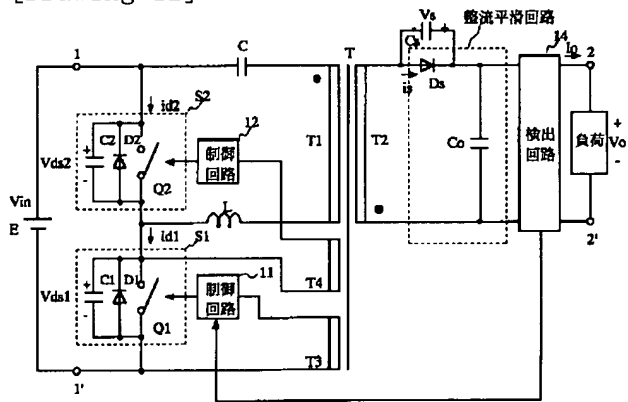 整流平滑回路
1
C
T
Vs
Cs
is
Ds
14
Io
2
id2
S2
C2
D2
Vds2
Q2
12
制御
回路
T1
T2
Co
検出
回路
負荷
+
Vo
-
Vin
E
L
id1
S1
2'
C1
D1
Vds1
Q1
11
制御
回路
T4
T3
1'